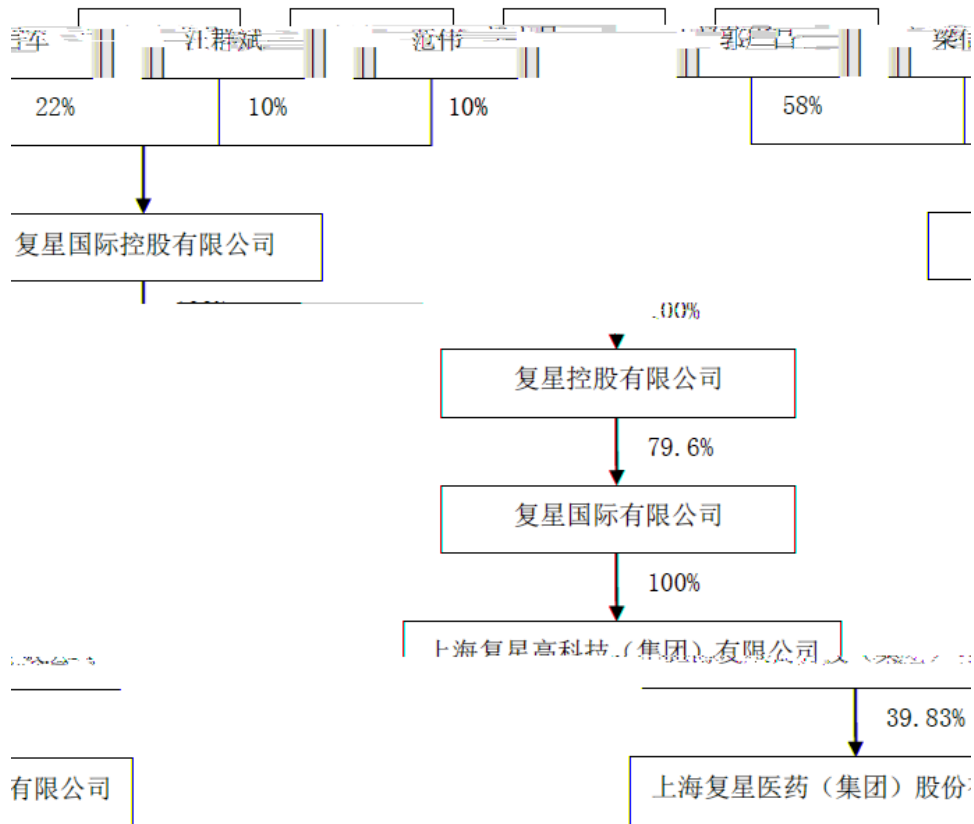 汪群斌 范伟
22% 10% 10% 58%
复星国际控股有限公司
00%
复星控股有限公司
79.6%
复星国际有限公司
100%
上海复星高科技（集团）有限公司
39.83%
有限公司 上海复星医药（集团）股份